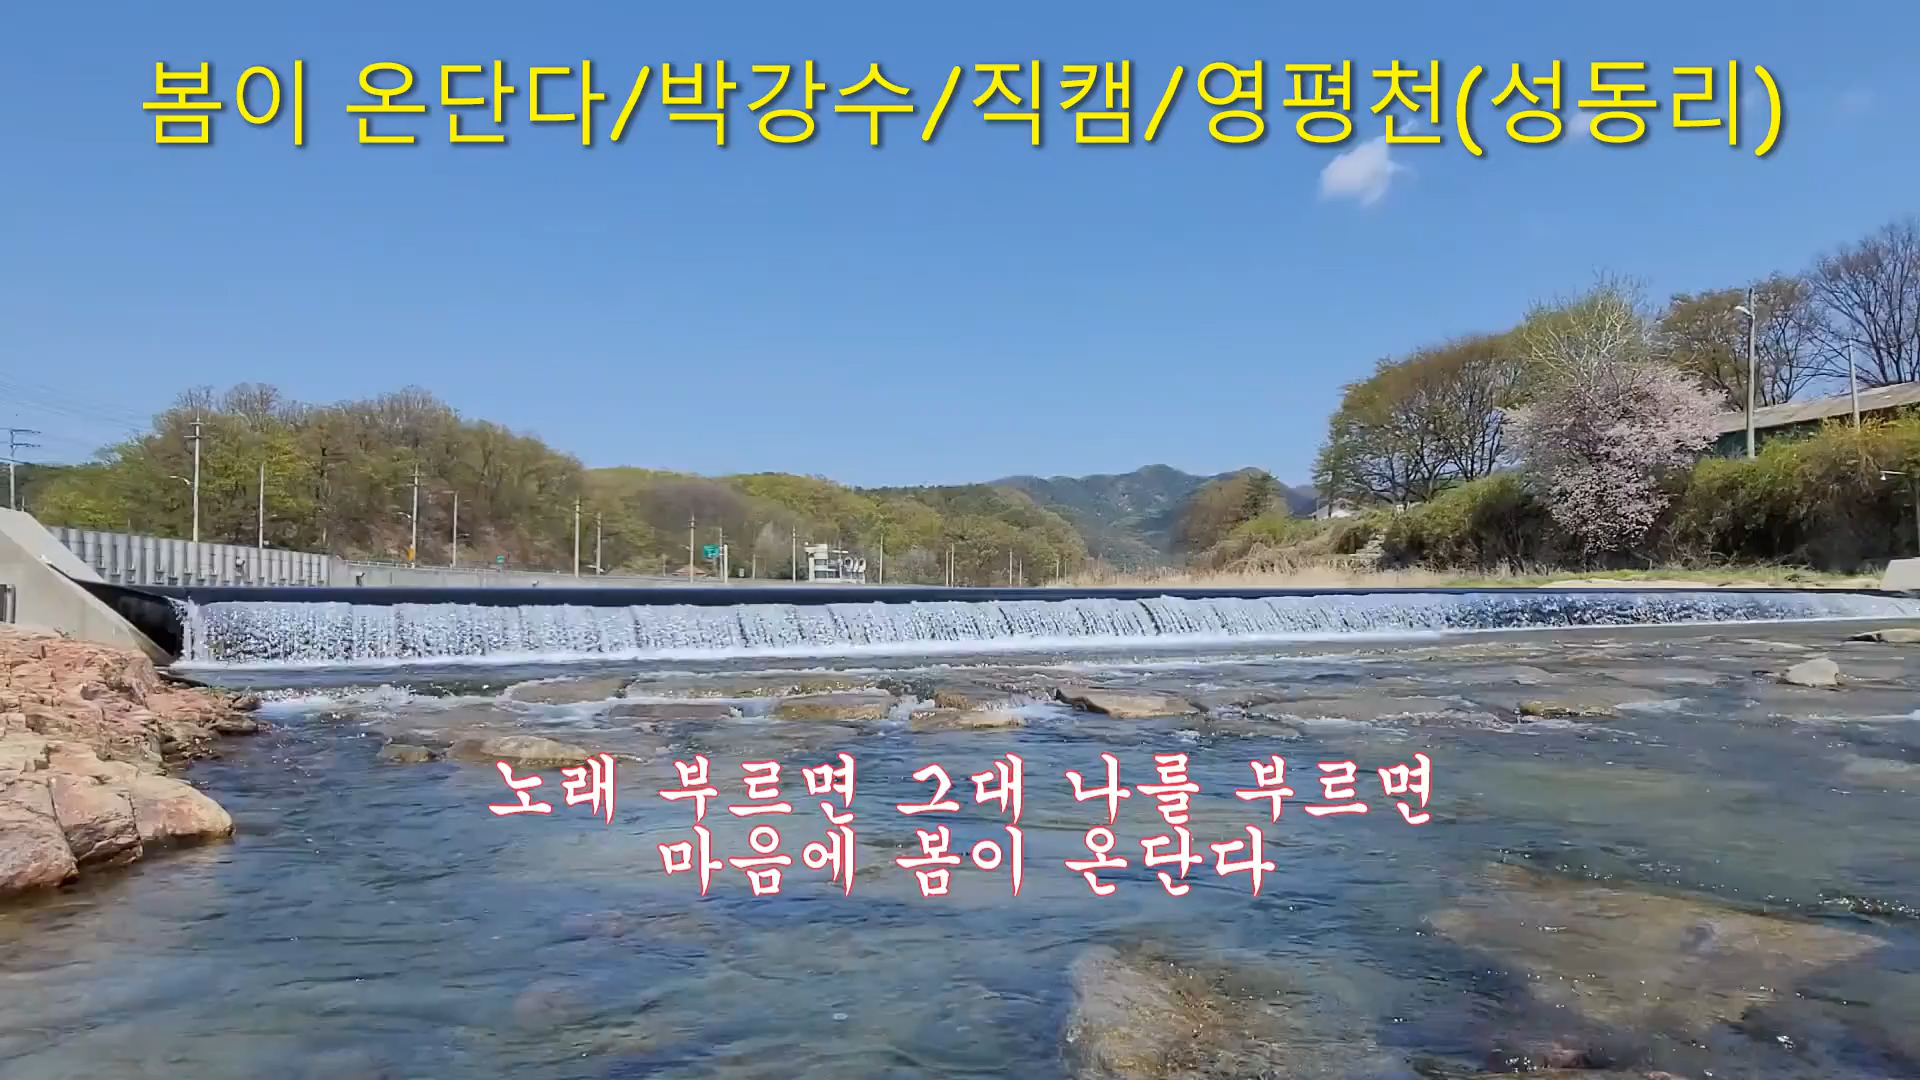 봄이 온단다/박강수/직캠/영평천(성동리)
노래 부르면 그대 나를 부르면
마음에 봄이 온단다